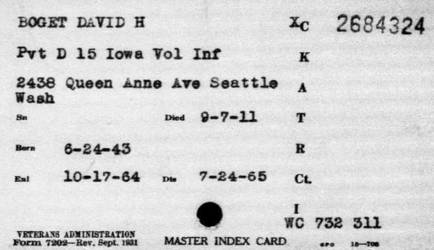 BOGET DAVID H XC 2684324
Pvt D 15 Iowa Vol Inf K
2438 Queen Anne Ave Seattle A
Wash
Sn Died 9-7-11 T
Born 6-24-43 R
Enl 10-17-64 Dis 7-24-65 Ct.
I
WC 732 311
VETERANS ADMINISTRATION
Form 7202—Rev. Sept. 1931 MASTER INDEX CARD GPO